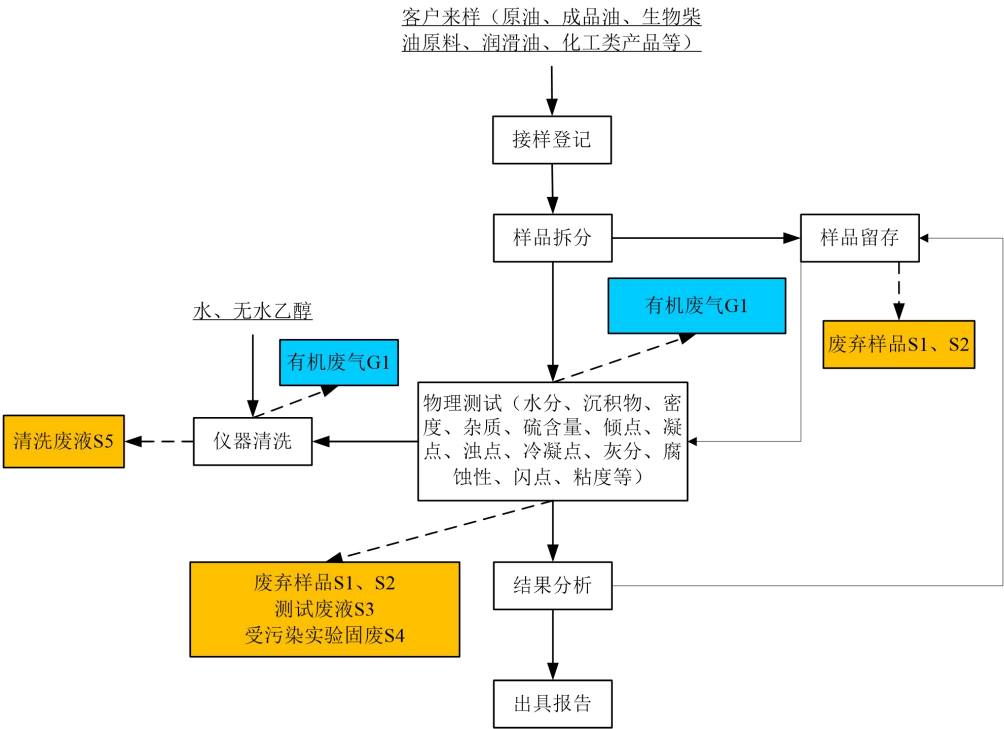 客户来样（原油、成品油、生物柴
油原料、润滑油、化工类产品等）
接样登记
样品拆分
样品留存
有机废气G1
水、无水乙醇
废弃样品S1、S2
有机废气G1
物理测试（水分、沉积物、密
度、杂质、硫含量、倾点、凝
点、浊点、冷凝点、灰分、腐
蚀性、闪点、粘度等）
清洗废液S5
仪器清洗
废弃样品S1、S2
测试废液S3
受污染实验固废S4
结果分析
出具报告